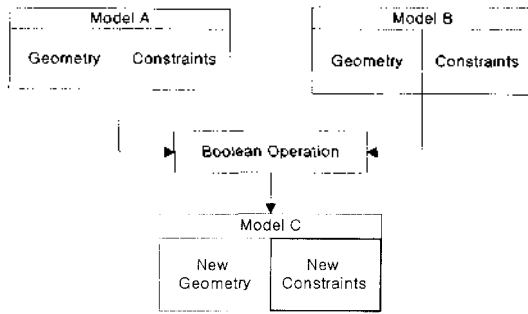 Model A
Geometry Constraints
Model B
Geometry Constraints
Boolean Operation
Model C
New Geometry
New Constraints